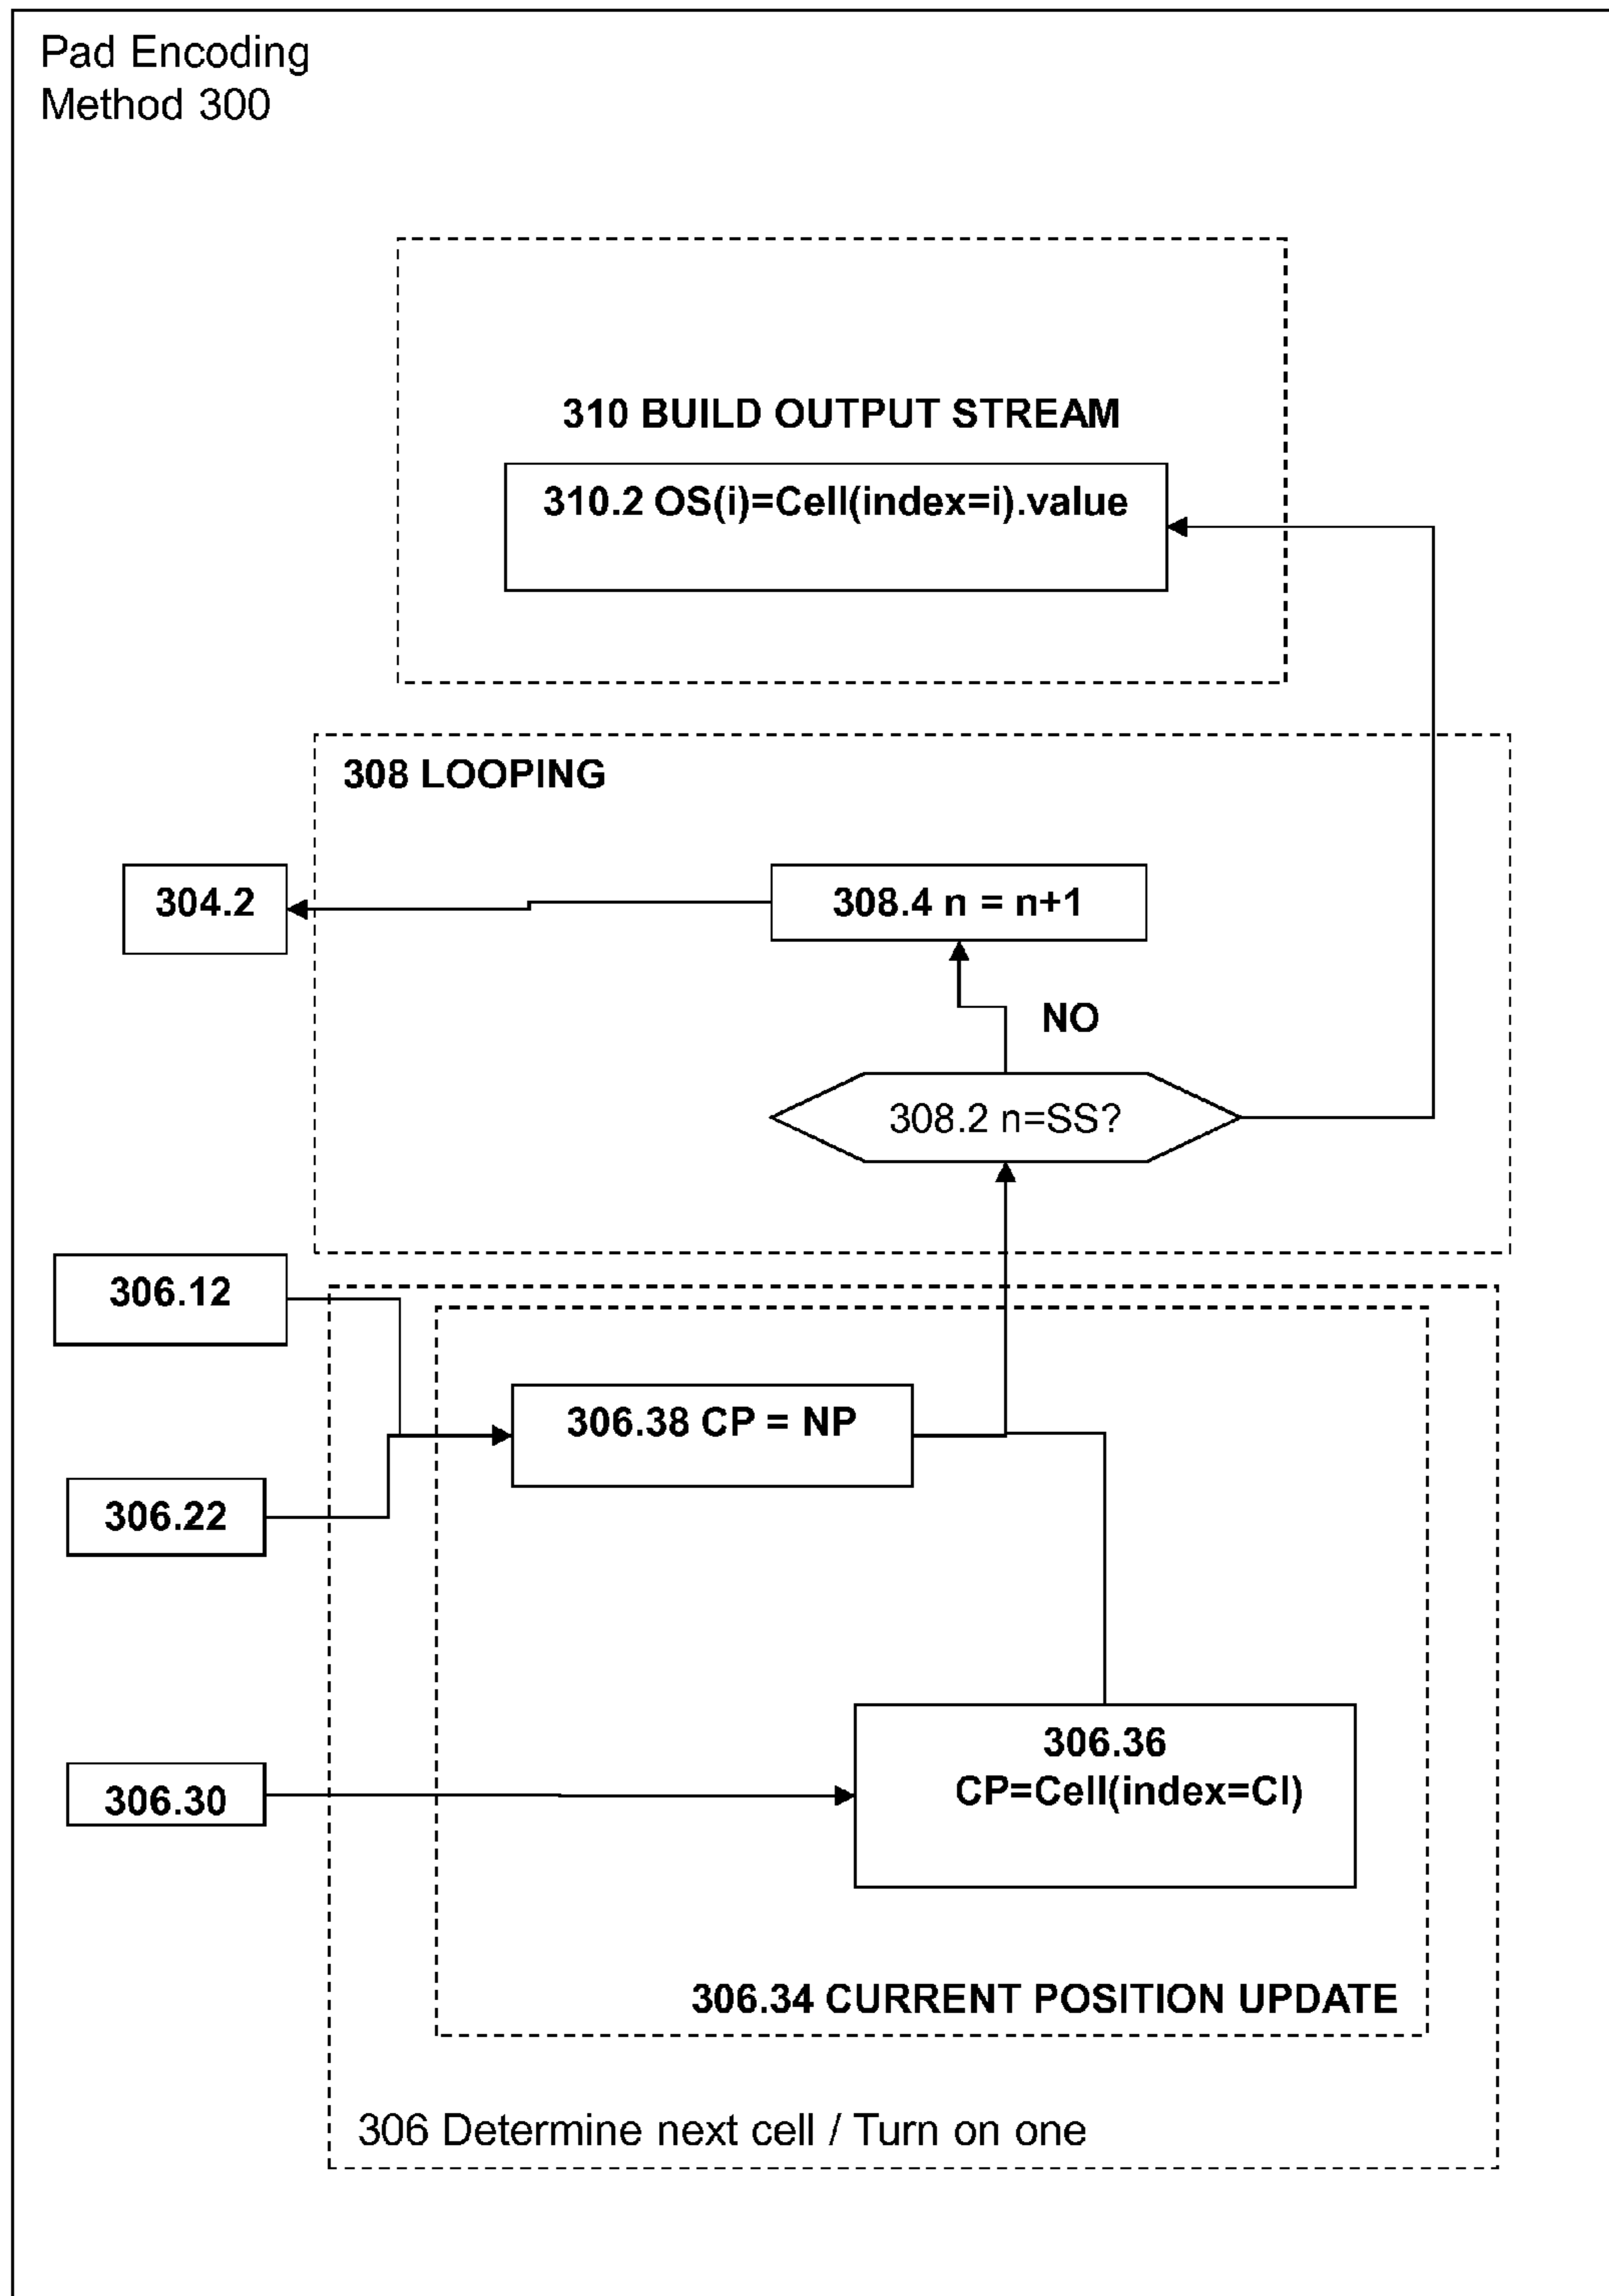 Pad Encoding
Method 300
310 BUILD OUTPUT STREAM
310.2 OS(i)=Cell(index=i).value
308 LOOPING
304.2
308.4 n = n+1
NO
308.2 n=SS?
306.12
306.38 CP = NP
306.22
306.36
CP=Cell(index=CI)
306.30
306.34 CURRENT POSITION UPDATE
306 Determine next cell / Turn on one